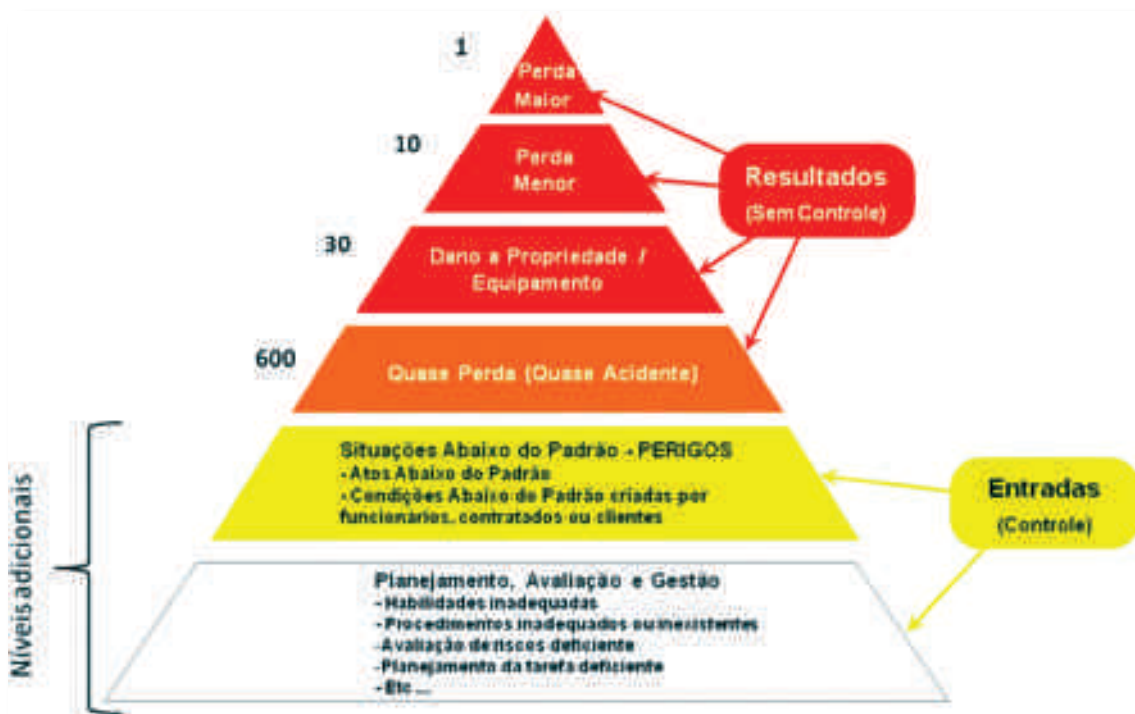 1
Perda
Maior
10
Perda
Menor
Resultados
(Sem Controle)
30
Dano a Propriedade /
Equipamento
600
Quase Perda (Quase Acidente)
Níveis adicionais
Situações Abaixo do Padrão - PERIGOS
- Atos Abaixo do Padrão
- Condições Abaixo do Padrão criadas por
funcionários, contratados ou clientes
Entradas
(Controle)
Planejamento, Avaliação e Gestão
- Habilidades inadequadas
- Procedimentos inadequados ou inexistentes
- Avaliação de riscos deficiente
- Planejamento da tarefa deficiente
- Etc ...